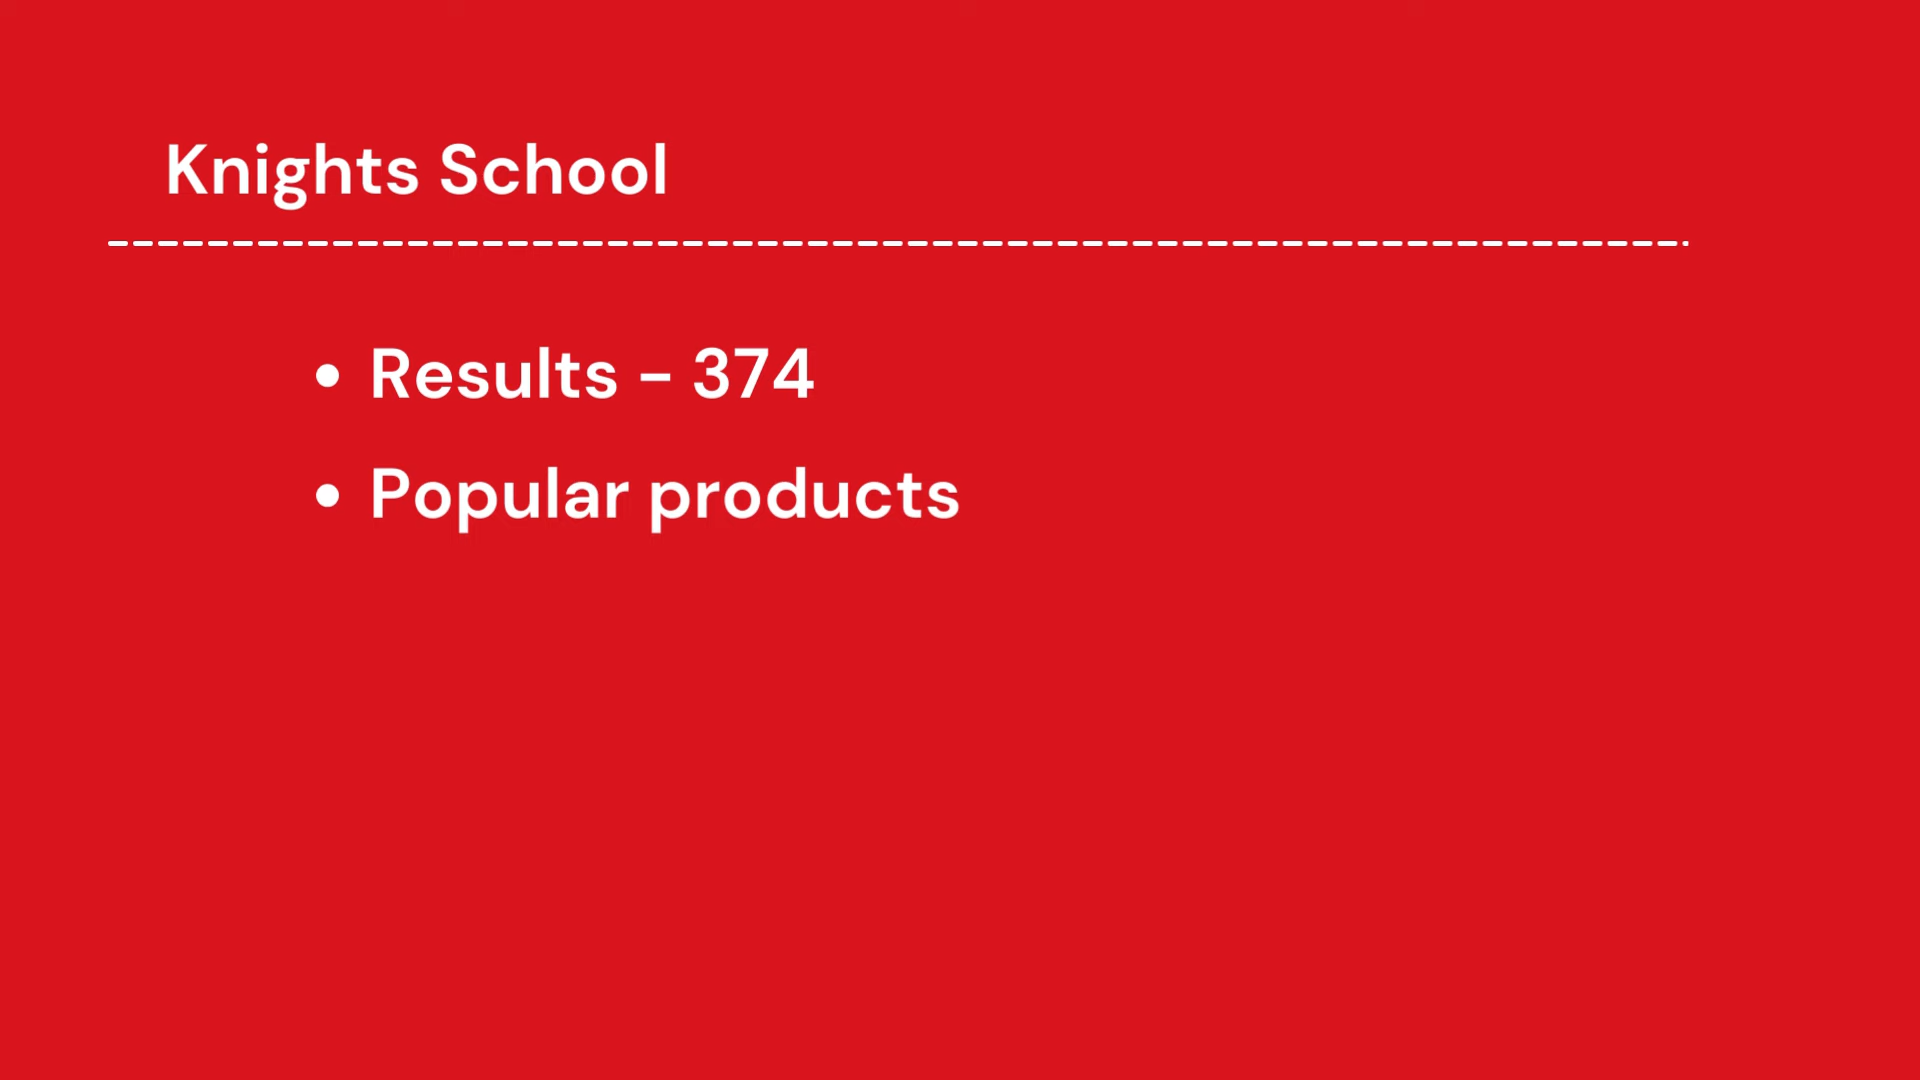 Knights School
• Results - 374
• Popular products